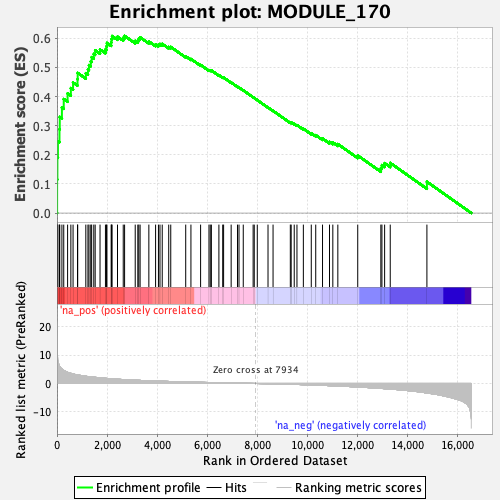 Enrichment plot: MODULE_170
Enrichment score (ES)
0.6
0.5
0.4
0.3
0.2
0.1
0.0
'na_pos' (positively correlated)
Ranked list metric (PreRanked)
20
10
0
-10
Zero cross at 7934
'na_neg' (negatively correlated)
0
2,000
4,000
6,000
8,000
10,000
12,000
14,000
16,000
Rank in Ordered Dataset
Enrichment profile
Hits
Ranking metric scores